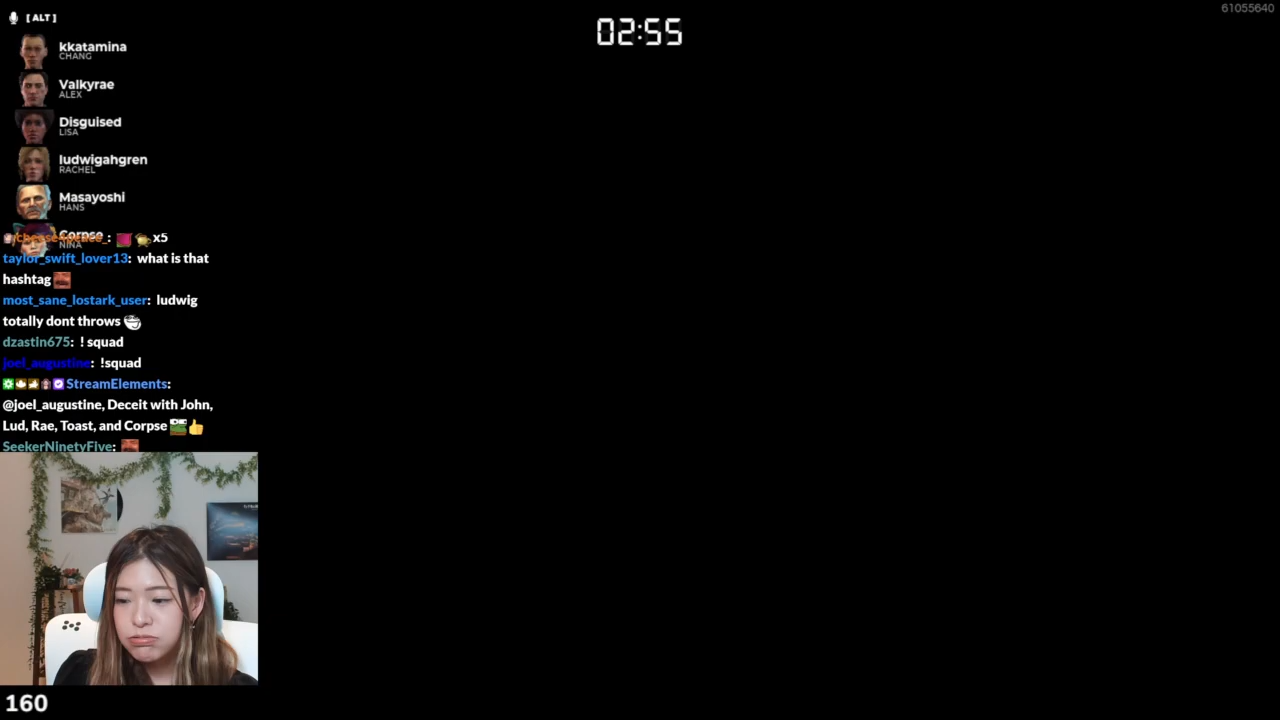 [ ALT ]
61055640
02:55
kkatamina
CHANG
Valkyrae
ALEX
Disguised
LISA
ludwigahgren
RACHEL
Masayoshi
HANS
Corpse
NINA
: x5
taylor_swift_lover13: what is that
hashtag
most_sane_lostark_user: ludwig
totally dont throws
dzastin675: ! squad
joel_augustine: !squad
StreamElements:
@joel_augustine, Deceit with John,
Lud, Rae, Toast, and Corpse
SeekerNinetyFive:
160